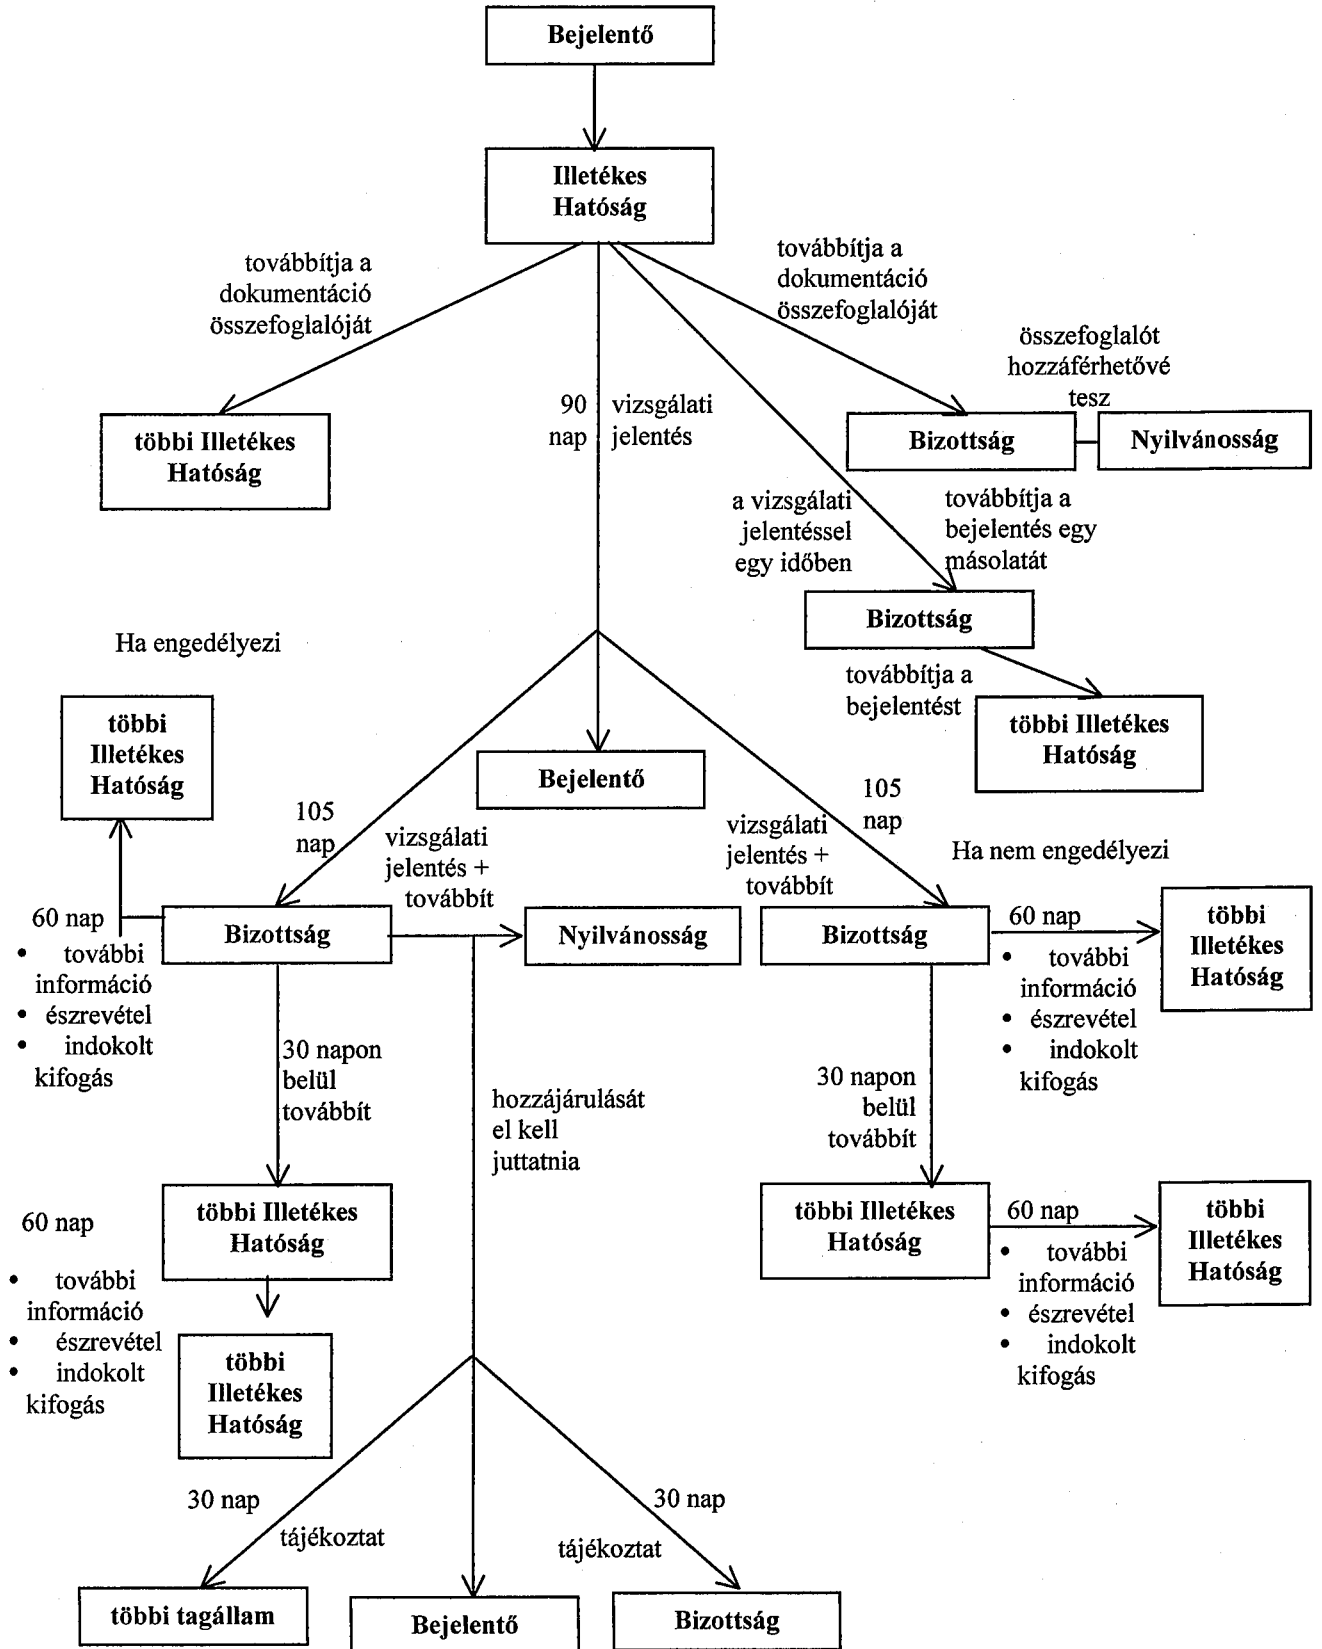 Bejelentő
Illetékes
Hatóság
továbbítja a
dokumentáció
összefoglalóját
továbbítja a
dokumentáció
összefoglalóját
összefoglalót
hozzáférhetővé
tesz
90
nap
vizsgálati
jelentés
többi Illetékes
Hatóság
Bizottság
Nyilvánosság
a vizsgálati
jelentéssel
egy időben
továbbítja a
bejelentés egy
másolatát
Bizottság
Ha engedélyezi
továbbítja a
bejelentést
többi Illetékes
Hatóság
többi
Illetékes
Hatóság
Bejelentő
105
nap
vizsgálati
jelentés +
továbbít
vizsgálati
jelentés +
továbbít
105
nap
Ha nem engedélyezi
60 nap
• további
információ
• észrevétel
• indokolt
kifogás
Bizottság
Nyilvánosság
Bizottság
60 nap
• további
információ
• észrevétel
• indokolt
kifogás
többi
Illetékes
Hatóság
30 napon
belül
továbbít
hozzájárulását
el kell
juttatnia
30 napon
belül
továbbít
60 nap
• további
információ
• észrevétel
• indokolt
kifogás
többi Illetékes
Hatóság
többi
Illetékes
Hatóság
többi Illetékes
Hatóság
60 nap
• további
információ
• észrevétel
• indokolt
kifogás
többi
Illetékes
Hatóság
30 nap
tájékoztat
30 nap
tájékoztat
többi tagállam
Bejelentő
Bizottság